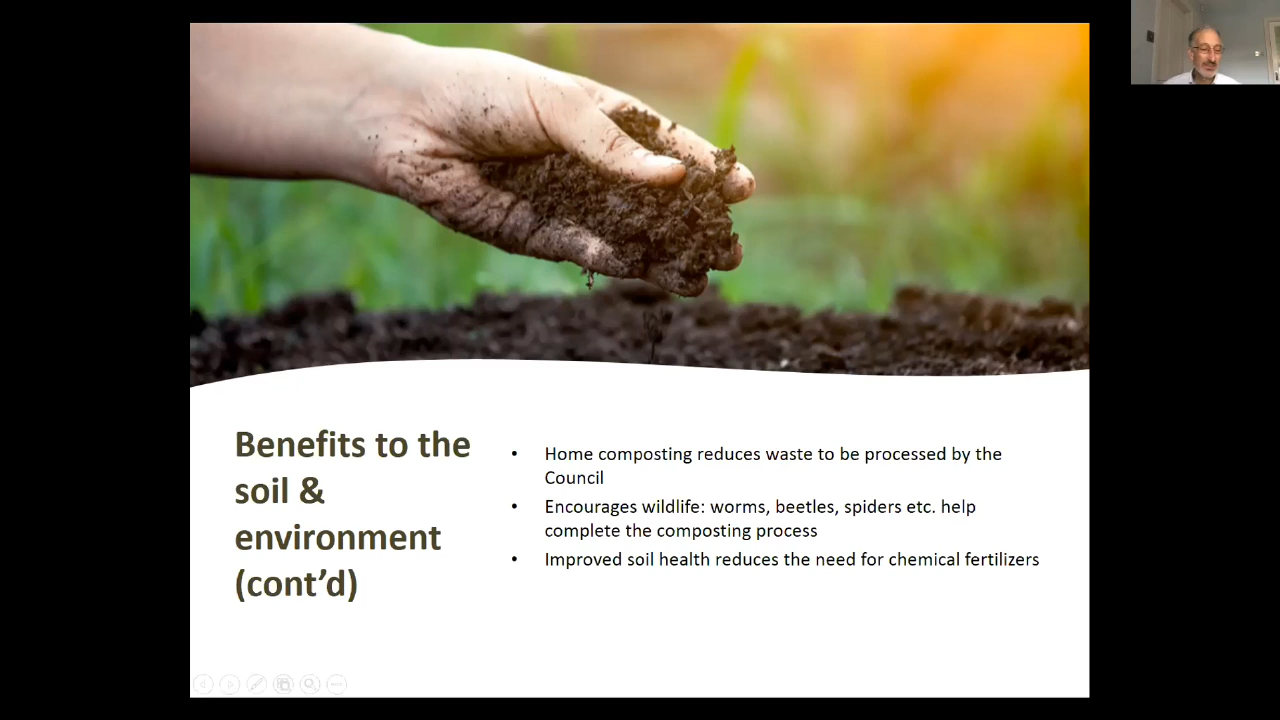 Benefits to the
soil &
environment
(cont’d)
• Home composting reduces waste to be processed by the
Council
• Encourages wildlife: worms, beetles, spiders etc. help
complete the composting process
• Improved soil health reduces the need for chemical fertilizers